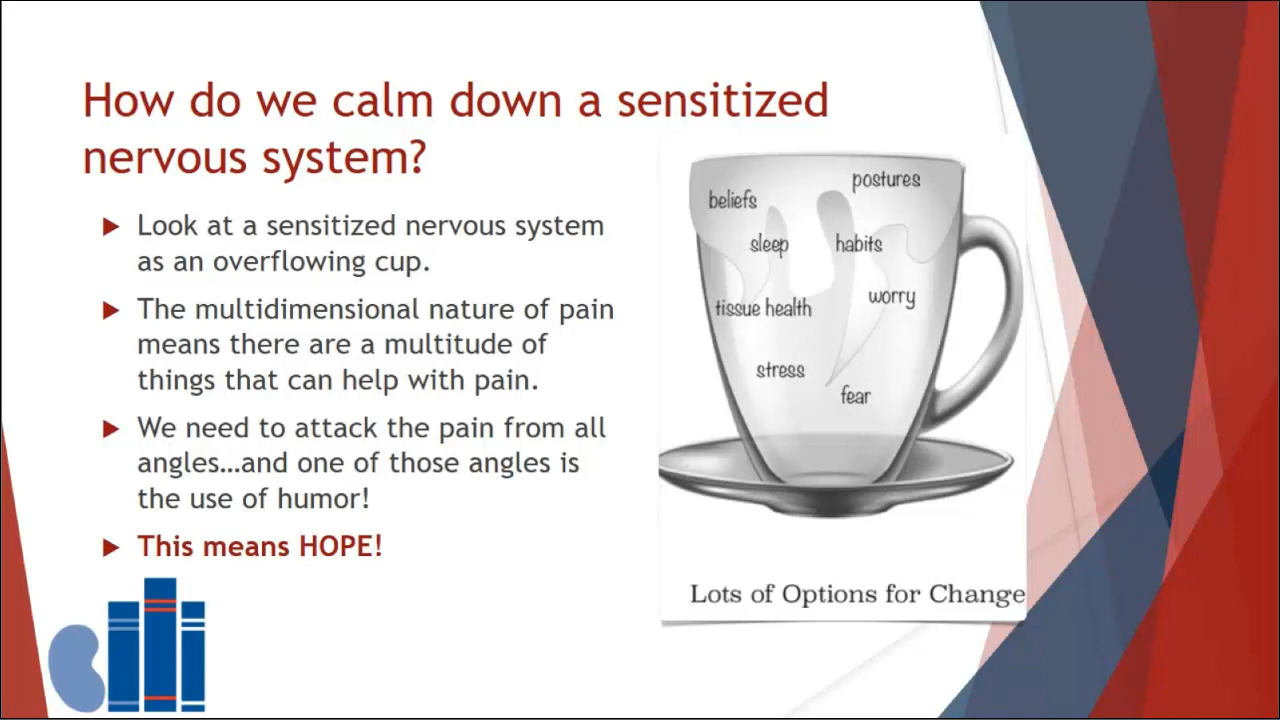 How do we calm down a sensitized
nervous system?
Look at a sensitized nervous system
as an overflowing cup.
The multidimensional nature of pain
means there are a multitude of
things that can help with pain.
We need to attack the pain from all
angles…and one of those angles is
the use of humor!
This means HOPE!
beliefs
postures
sleep
habits
tissue health
worry
stress
fear
Lots of Options for Change